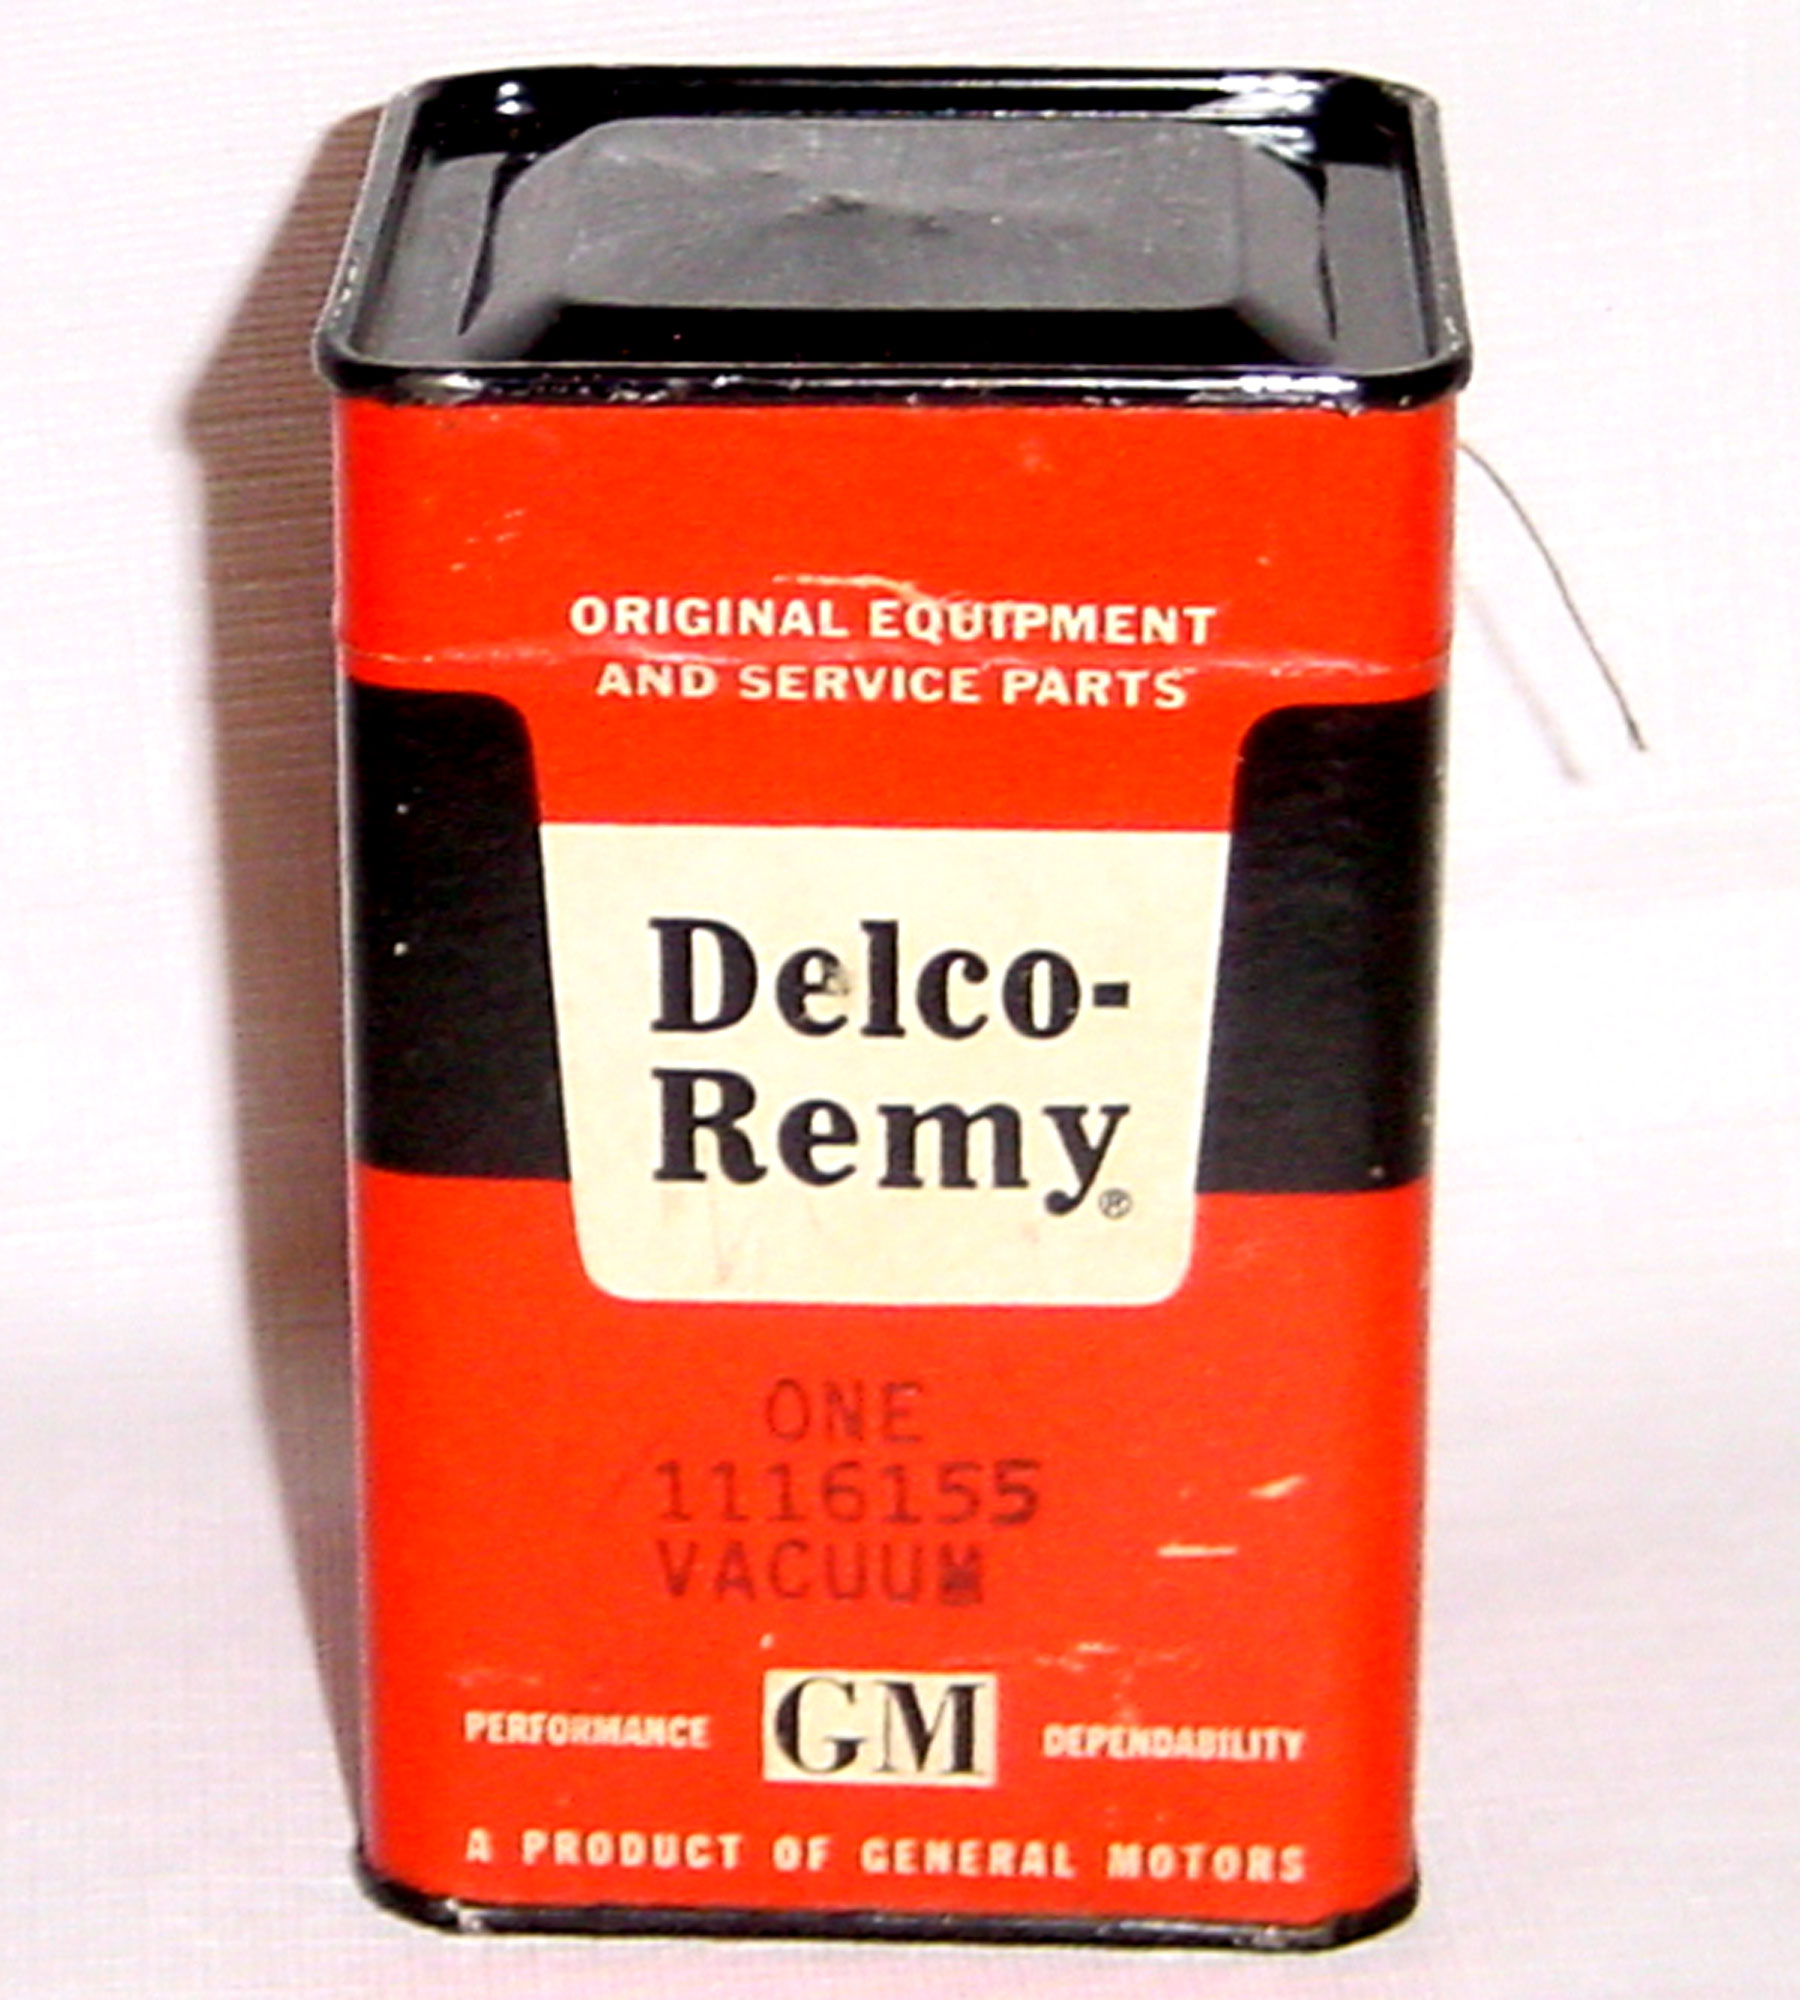 ORIGINAL EQUIPMENT
AND SERVICE PARTS
Delco-
Remy®
ONE
1116155
VACUUM
PERFORMANCE GM DEPENDABILITY
A PRODUCT OF GENERAL MOTORS